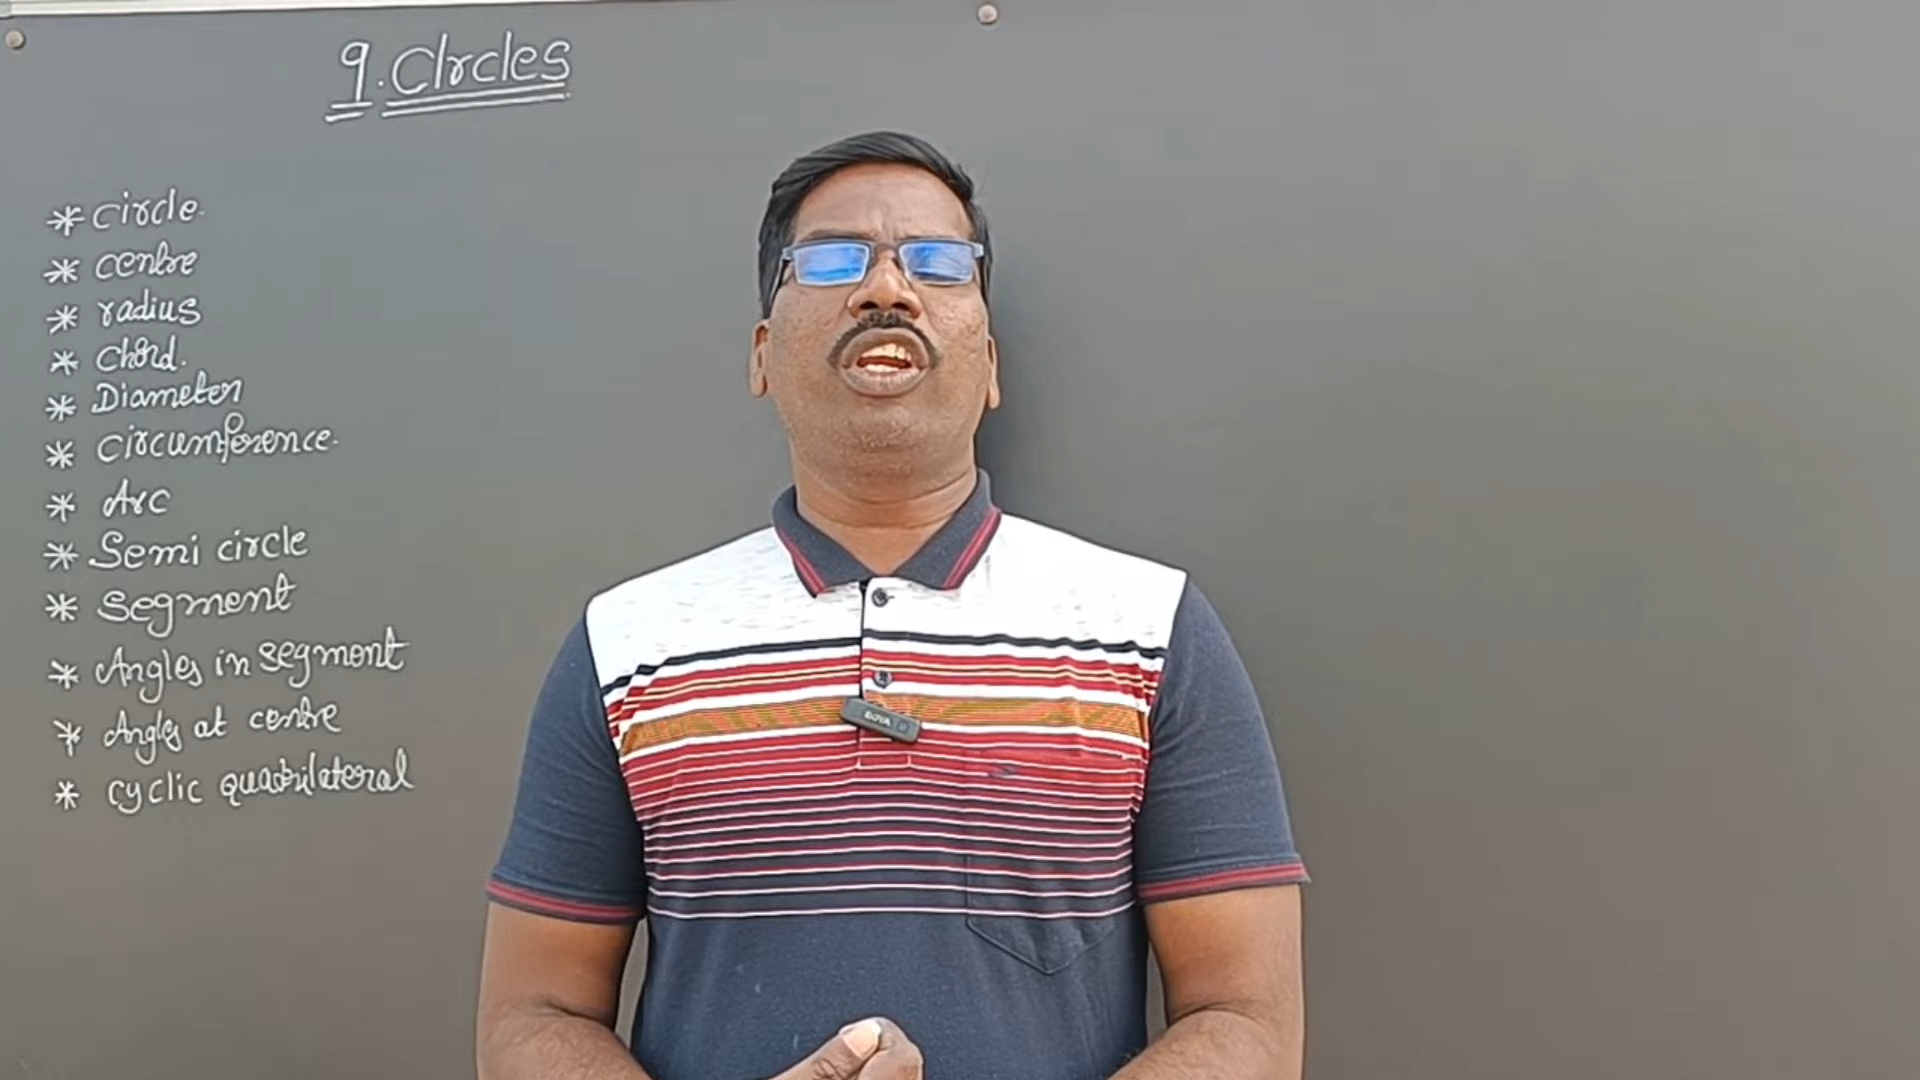 9. Circles
* circle.
* centre
* radius
* Chord.
* Diameter
* circumference.
* Arc
* Semi circle
* Segment
* Angles in segment
* Angles at centre
* cyclic quadrilateral
BOYA